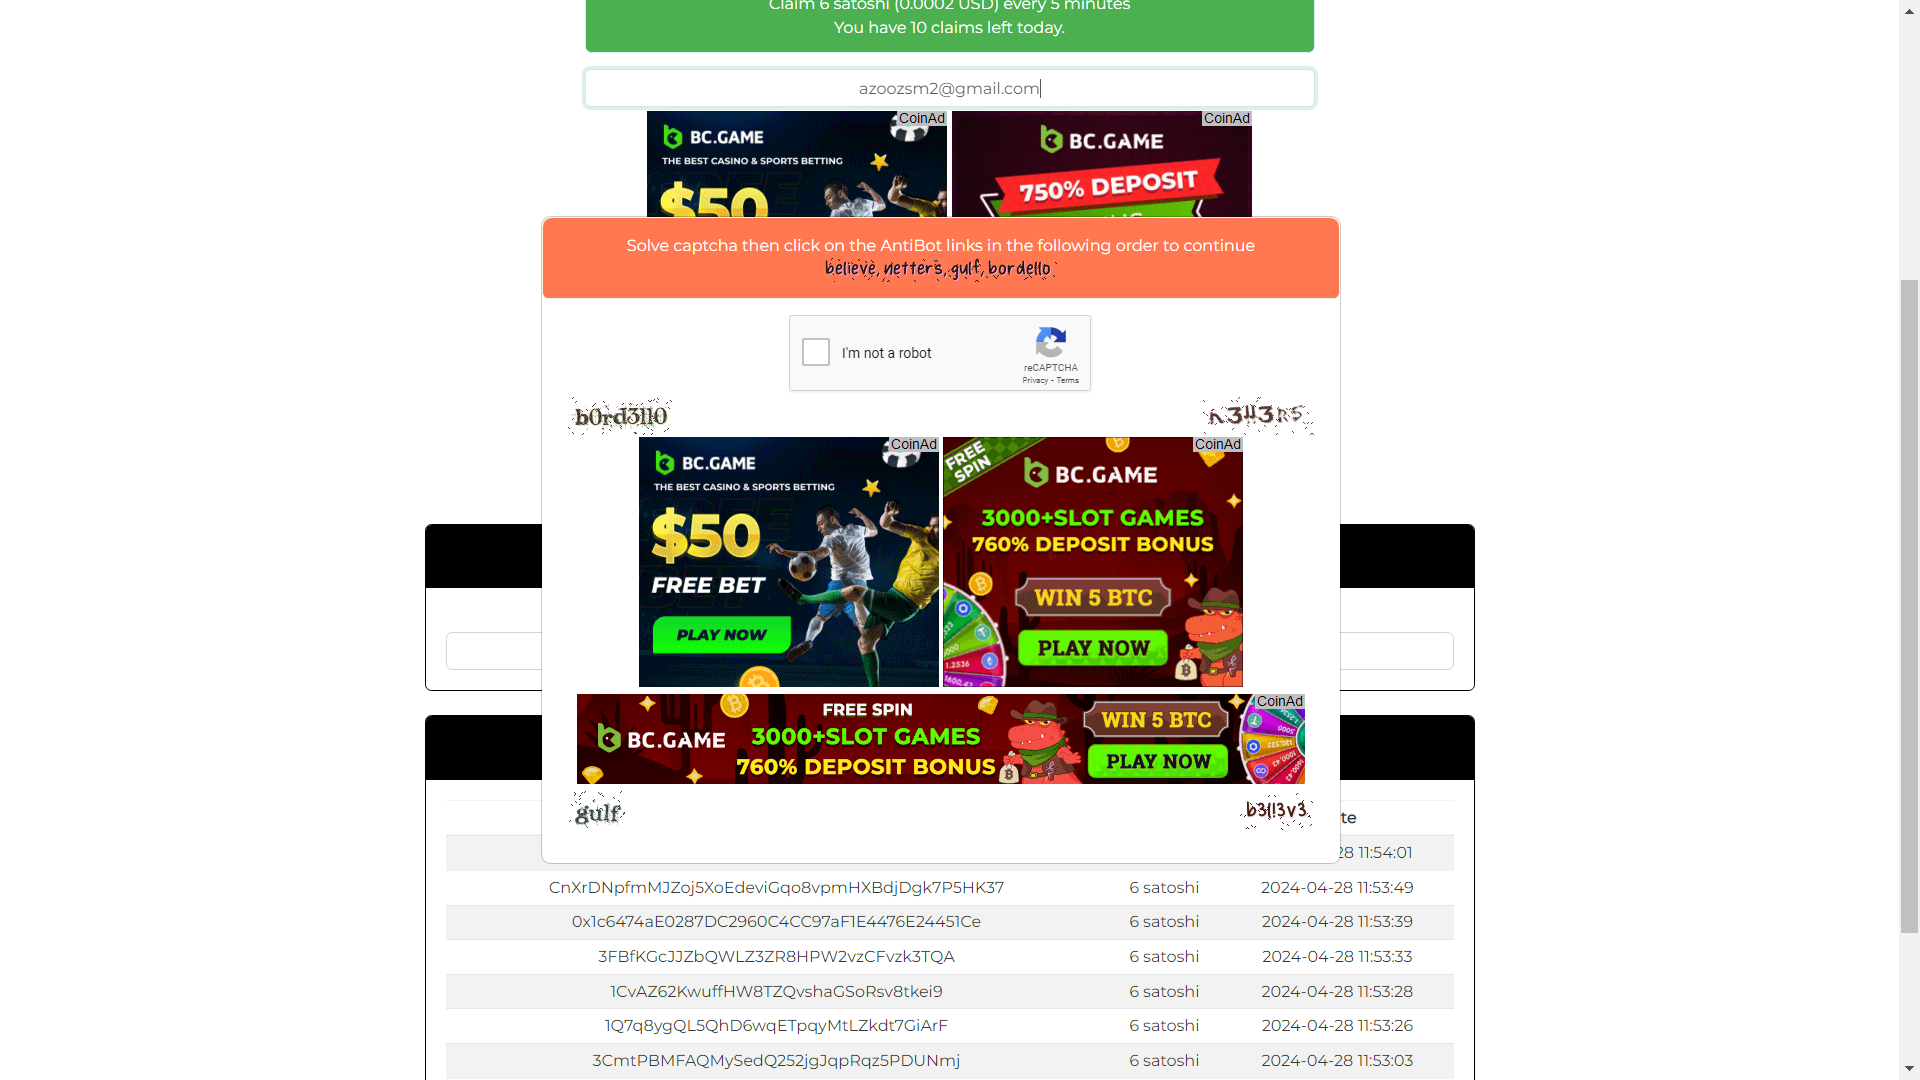 Claim 6 satoshi (0.0002 USD) every 5 minutes
You have 10 claims left today.
azoozsm2@gmail.com
CoinAd
BC.GAME
THE BEST CASINO & SPORTS BETTING
$50
CoinAd
BC.GAME
750% DEPOSIT
Solve captcha then click on the AntiBot links in the following order to continue
believe, netters, gulf, bordello
I'm not a robot
reCAPTCHA
Privacy - Terms
b0rd3ll0
CoinAd
BC.GAME
THE BEST CASINO & SPORTS BETTING
$50
FREE BET
PLAY NOW
CoinAd
FREE SPIN
BC.GAME
3000+SLOT GAMES
760% DEPOSIT BONUS
WIN 5 BTC
PLAY NOW
CoinAd
BC.GAME
FREE SPIN
3000+SLOT GAMES
760% DEPOSIT BONUS
WIN 5 BTC
PLAY NOW
gulf
te
28 11:54:01
CnXrDNpfmMJZoj5XoEdeviGqo8vpmHXBdjDgk7P5HK37 6 satoshi 2024-04-28 11:53:49
0x1c6474aE0287DC2960C4CC97aF1E4476E24451Ce 6 satoshi 2024-04-28 11:53:39
3FBfKGcJJZbQWLZ3ZR8HPW2vzCFvzk3TQA 6 satoshi 2024-04-28 11:53:33
1CvAZ62KwuffHW8TZQvshaGSoRsv8tkei9 6 satoshi 2024-04-28 11:53:28
1Q7q8ygQL5QhD6wqETpqyMtLZkdt7GiArF 6 satoshi 2024-04-28 11:53:26
3CmtPBMFAQMySedQ252jgJqpRqz5PDUNmj 6 satoshi 2024-04-28 11:53:03